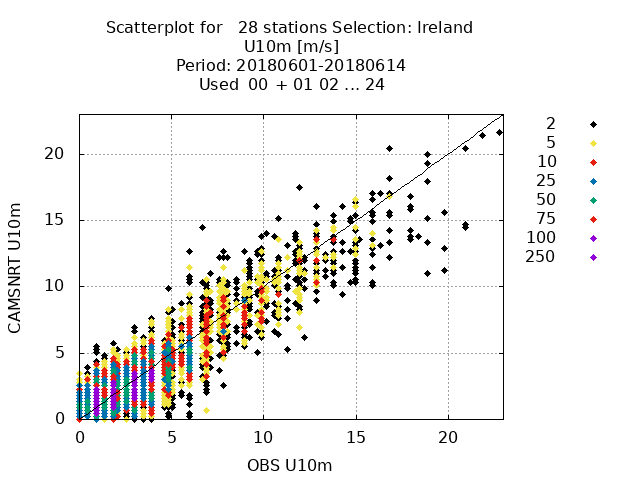 Scatterplot for   28 stations Selection: Ireland
U10m [m/s]
Period: 20180601-20180614
Used  00 + 01 02 ... 24
2
5
10
25
50
75
100
250
CAMSNRT U10m
20
15
10
5
0
0 5 10 15 20
OBS U10m